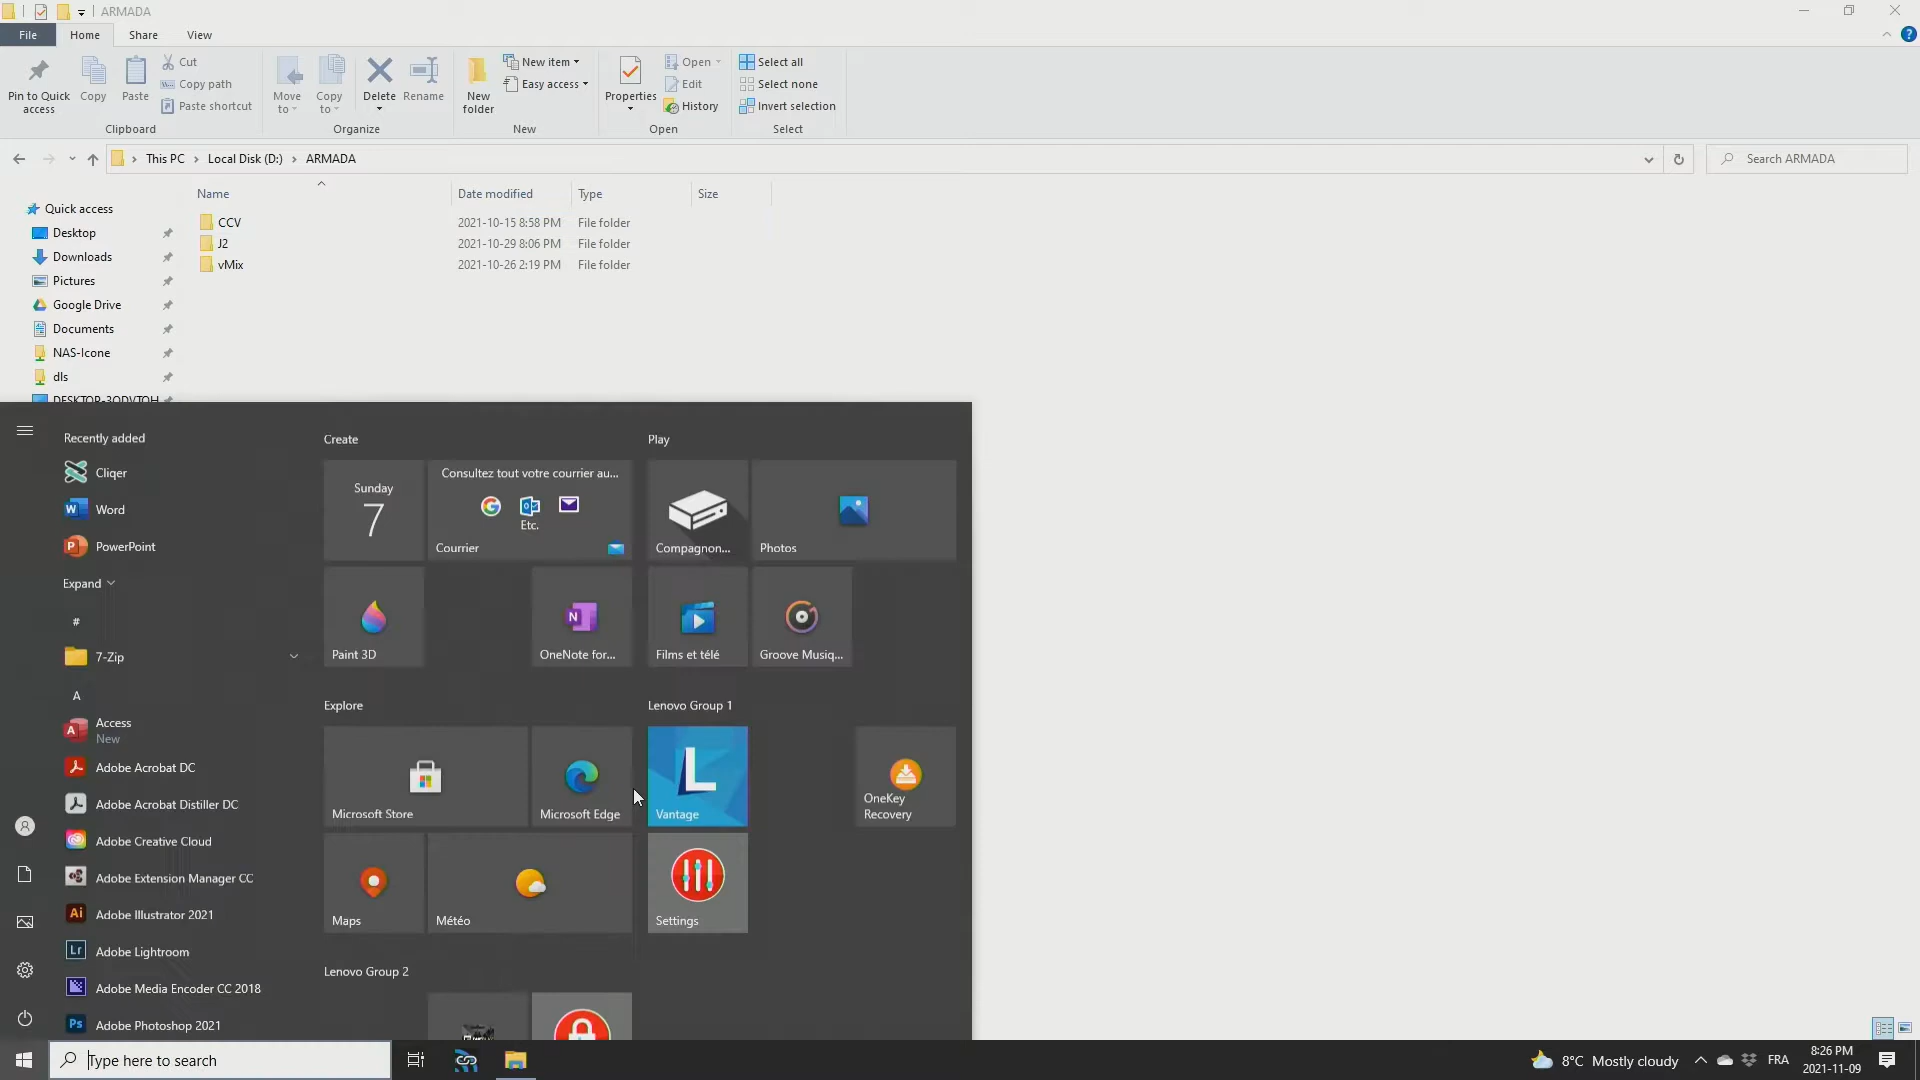 ARMADA
File
Home
Share
View
Pin to Quick
access
Copy
Paste
Cut
Copy path
Paste shortcut
Clipboard
Move
to
Copy
to
Delete
Rename
Organize
New
folder
New item
Easy access
New
Properties
Open
Edit
History
Open
Select all
Select none
Invert selection
Select
This PC
Local Disk (D:)
ARMADA
Search ARMADA
Name
Date modified
Type
Size
CCV 2021-10-15 8:58 PM File folder
J2 2021-10-29 8:06 PM File folder
vMix 2021-10-26 2:19 PM File folder
Quick access
Desktop
Downloads
Pictures
Google Drive
Documents
NAS-Icone
dls
Recently added
Cliqer
Word
PowerPoint
Expand
#
7-Zip
A
Access
New
Adobe Acrobat DC
Adobe Acrobat Distiller DC
Adobe Creative Cloud
Adobe Extension Manager CC
Adobe Illustrator 2021
Adobe Lightroom
Adobe Media Encoder CC 2018
Adobe Photoshop 2021
Create
Sunday
7
Consultez tout votre courrier au...
Etc.
Courrier
Paint 3D
OneNote for...
Play
Compagnon...
Photos
Films et télé
Groove Musiq...
Explore
Microsoft Store
Microsoft Edge
Maps
Météo
Lenovo Group 1
Vantage
OneKey
Recovery
Settings
Lenovo Group 2
Type here to search
8°C Mostly cloudy
FRA
8:26 PM
2021-11-09